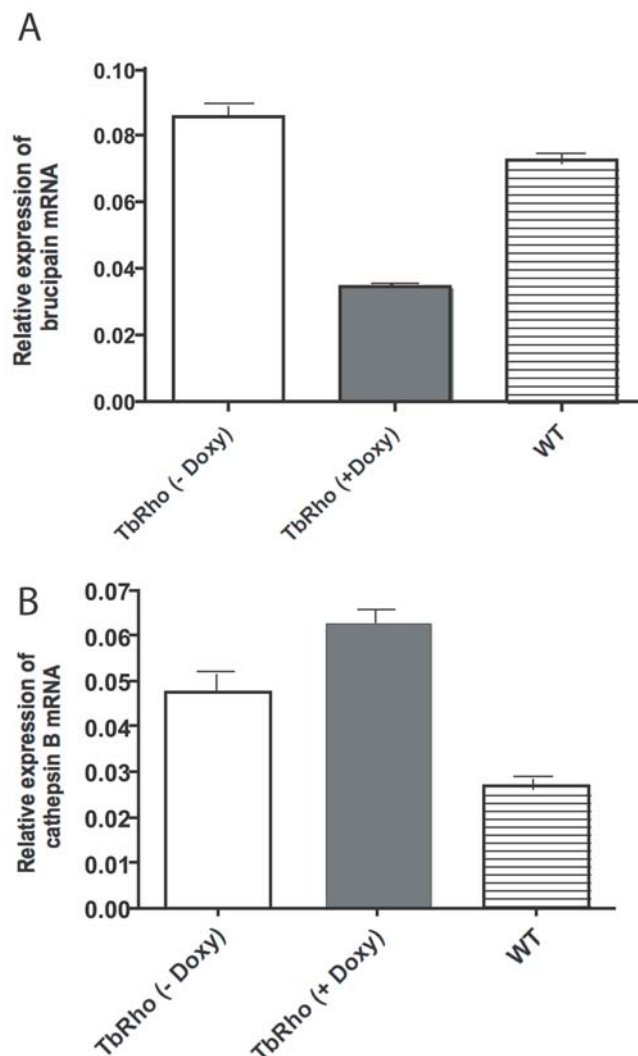 A
Relative expression of
brucipain mRNA
0.10
0.08
0.06
0.04
0.02
0.00
TbRho (- Doxy)
TbRho (+Doxy)
WT
B
Relative expression of
cathepsin B mRNA
0.07
0.06
0.05
0.04
0.03
0.02
0.01
0.00
TbRho (- Doxy)
TbRho (+ Doxy)
WT